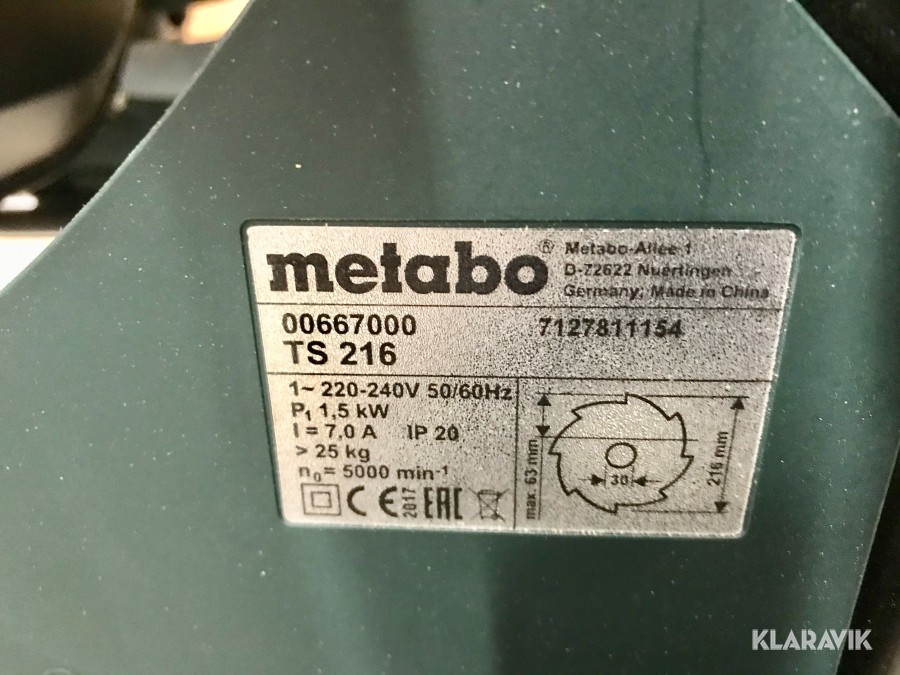 metabo®
Metabo-Allee 1
D-72622 Nuertingen
Germany, Made in China
00667000 7127811154
TS 216
1~ 220-240V 50/60Hz
P₁ 1,5 kW
I = 7,0 A IP 20
> 25 kg
n₀= 5000 min⁻¹
CE 2017 EAC
max. 63 mm
30
216 mm
KLARAVIK